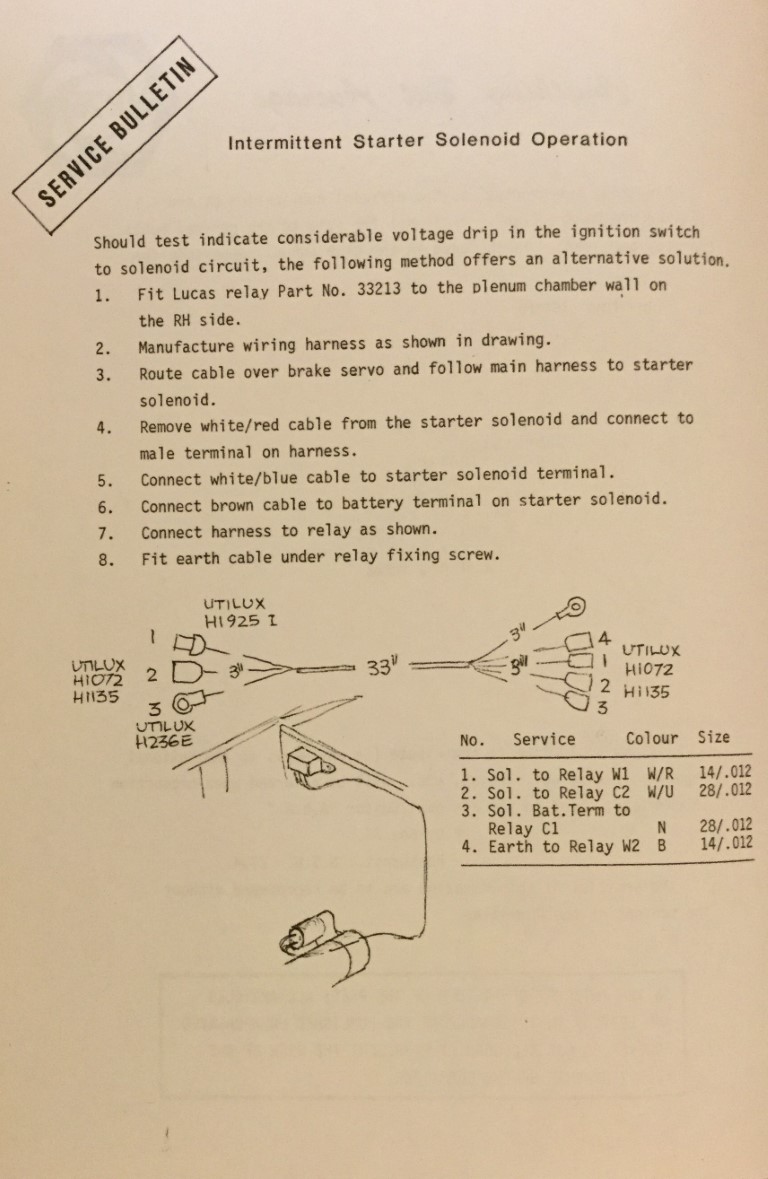 SERVICE BULLETIN
Intermittent Starter Solenoid Operation
Should test indicate considerable voltage drip in the ignition switch
to solenoid circuit, the following method offers an alternative solution.
1. Fit Lucas relay Part No. 33213 to the plenum chamber wall on
the RH side.
2. Manufacture wiring harness as shown in drawing.
3. Route cable over brake servo and follow main harness to starter
solenoid.
4. Remove white/red cable from the starter solenoid and connect to
male terminal on harness.
5. Connect white/blue cable to starter solenoid terminal.
6. Connect brown cable to battery terminal on starter solenoid.
7. Connect harness to relay as shown.
8. Fit earth cable under relay fixing screw.
UTILUX
H1925 I
1
UTILUX
H1072
H1135
2
3"
3
UTILUX
H236E
33"
3"
3"
4
1
2
3
UTILUX
H1072
H1135
No. Service Colour Size
1. Sol. to Relay W1 W/R 14/.012
2. Sol. to Relay C2 W/U 28/.012
3. Sol. Bat.Term to
Relay C1 N 28/.012
4. Earth to Relay W2 B 14/.012